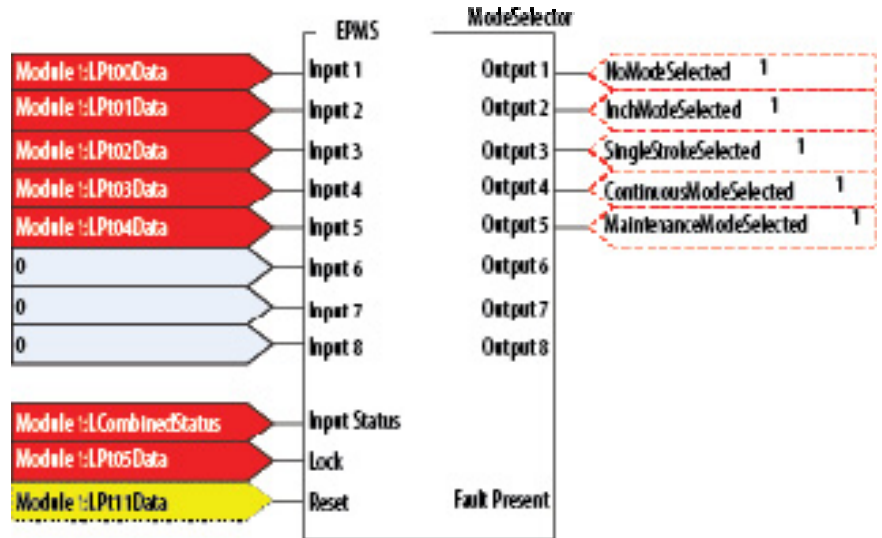 EPMS ModeSelector
Module 1:I.Pt00Data Input 1 Output 1 NoModeSelected 1
Module 1:I.Pt01Data Input 2 Output 2 InchModeSelected 1
Module 1:I.Pt02Data Input 3 Output 3 SingleStrokeSelected 1
Module 1:I.Pt03Data Input 4 Output 4 ContinuousModeSelected 1
Module 1:I.Pt04Data Input 5 Output 5 MaintenanceModeSelected 1
0 Input 6 Output 6
0 Input 7 Output 7
0 Input 8 Output 8
Module 1:I.CombinedStatus Input Status
Module 1:I.Pt05Data Lock
Module 1:I.Pt11Data Reset Fault Present